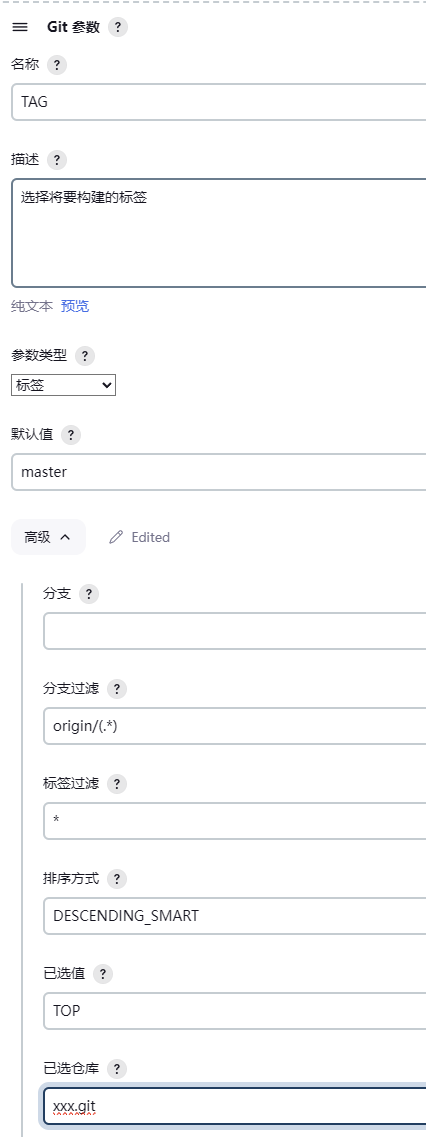 Git 参数 ?
名称 ?
TAG
描述 ?
选择将要构建的标签
纯文本 预览
参数类型 ?
标签
默认值 ?
master
高级 Edited
分支 ?
分支过滤 ?
origin/(.*)
标签过滤 ?
*
排序方式 ?
DESCENDING_SMART
已选值 ?
TOP
已选仓库 ?
xxx.git